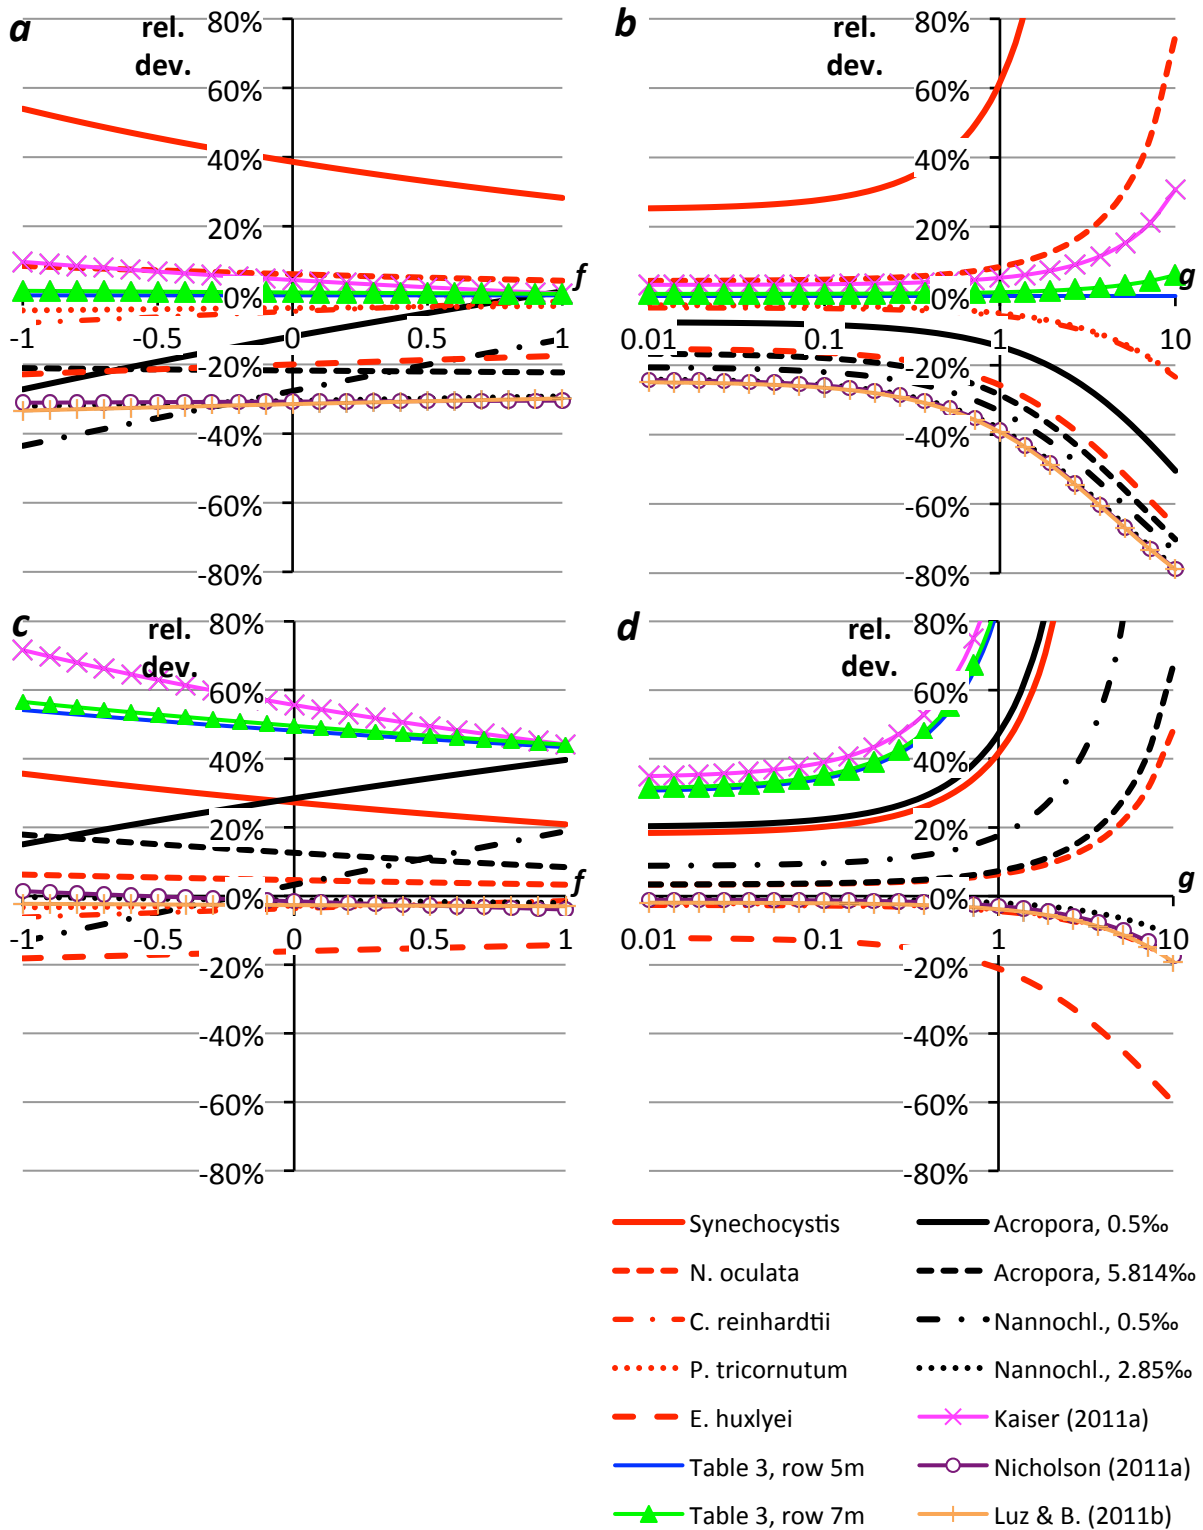 a
rel.
dev.
80%
60%
40%
20%
0%
-20%
-40%
-60%
-80%
-1
-0.5
0
0.5
1
f
b
rel.
dev.
80%
60%
40%
20%
0%
-20%
-40%
-60%
-80%
0.01
0.1
1
10
g
c
rel.
dev.
80%
60%
40%
20%
0%
-20%
-40%
-60%
-80%
-1
-0.5
0
0.5
1
f
d
rel.
dev.
80%
60%
40%
20%
0%
-20%
-40%
-60%
-80%
0.01
0.1
1
10
g
Synechocystis
N. oculata
C. reinhardtii
P. tricornutum
E. huxlyei
Table 3, row 5m
Table 3, row 7m
Acropora, 0.5‰
Acropora, 5.814‰
Nannochl., 0.5‰
Nannochl., 2.85‰
Kaiser (2011a)
Nicholson (2011a)
Luz & B. (2011b)